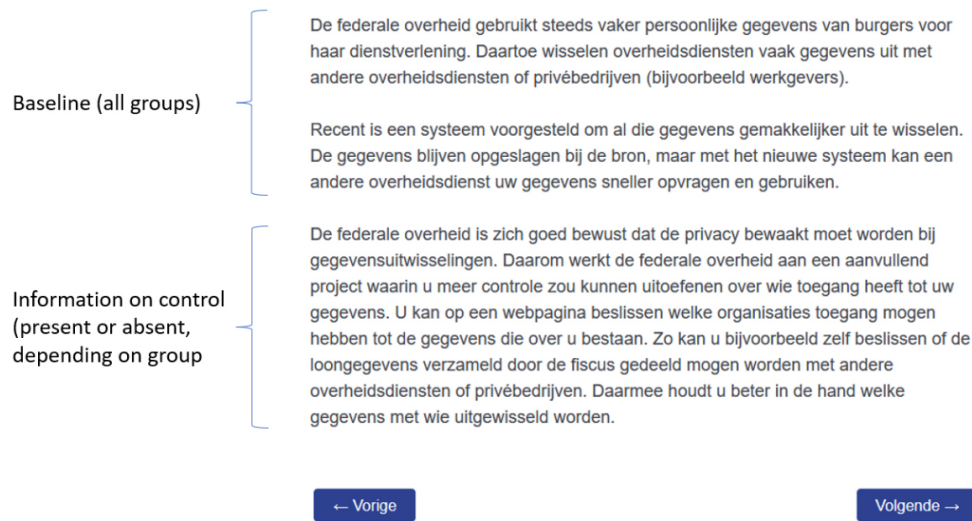 Baseline (all groups)
De federale overheid gebruikt steeds vaker persoonlijke gegevens van burgers voor
haar dienstverlening. Daartoe wisselen overheidsdiensten vaak gegevens uit met
andere overheidsdiensten of privébedrijven (bijvoorbeeld werkgevers).
Recent is een systeem voorgesteld om al die gegevens gemakkelijker uit te wisselen.
De gegevens blijven opgeslagen bij de bron, maar met het nieuwe systeem kan een
andere overheidsdienst uw gegevens sneller opvragen en gebruiken.
Information on control
(present or absent,
depending on group
De federale overheid is zich goed bewust dat de privacy bewaakt moet worden bij
gegevensuitwisselingen. Daarom werkt de federale overheid aan een aanvullend
project waarin u meer controle zou kunnen uitoefenen over wie toegang heeft tot uw
gegevens. U kan op een webpagina beslissen welke organisaties toegang mogen
hebben tot de gegevens die over u bestaan. Zo kan u bijvoorbeeld zelf beslissen of de
loongegevens verzameld door de fiscus gedeeld mogen worden met andere
overheidsdiensten of privébedrijven. Daarmee houdt u beter in de hand welke
gegevens met wie uitgewisseld worden.
← Vorige
Volgende →